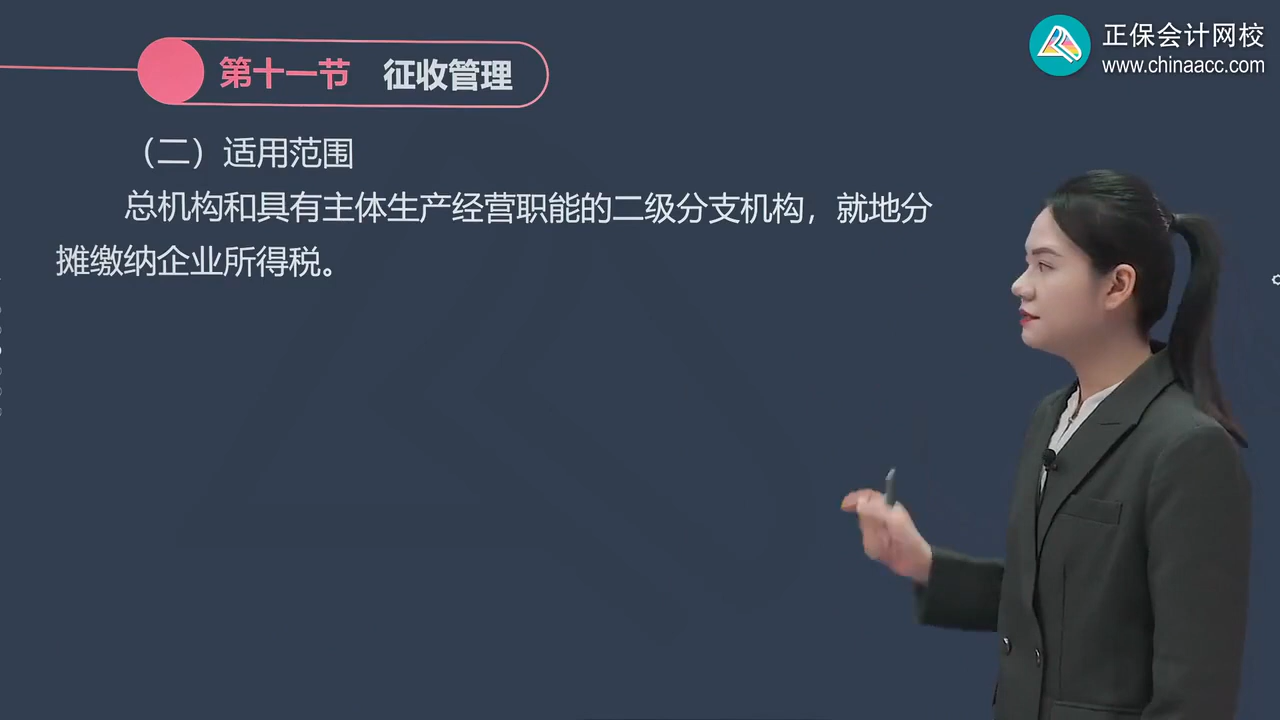 正保会计网校
www.chinaacc.com
第十一节 征收管理
（二）适用范围
总机构和具有主体生产经营职能的二级分支机构，就地分
摊缴纳企业所得税。